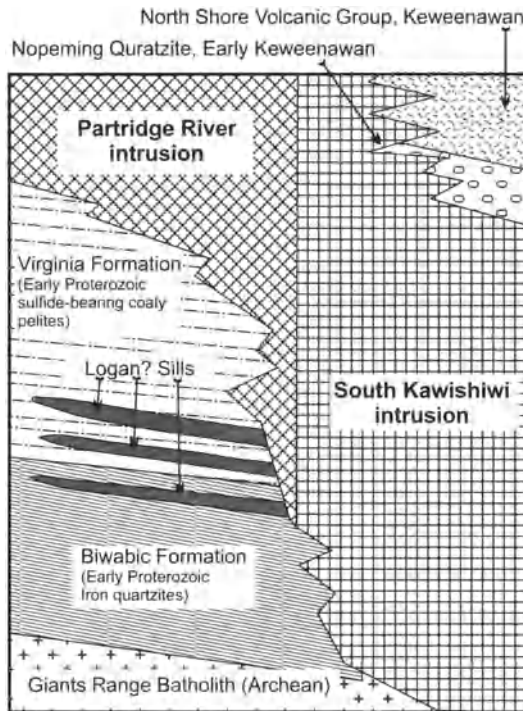 North Shore Volcanic Group, Keweenawan
Nopeming Quratzite, Early Keweenawan
Partridge River
intrusion
Virginia Formation
(Early Proterozoic
sulfide-bearing coaly
pelites)
Logan? Sills
South Kawishiwi
intrusion
Biwabic Formation
(Early Proterozoic
Iron quartzites)
Giants Range Batholith (Archean)